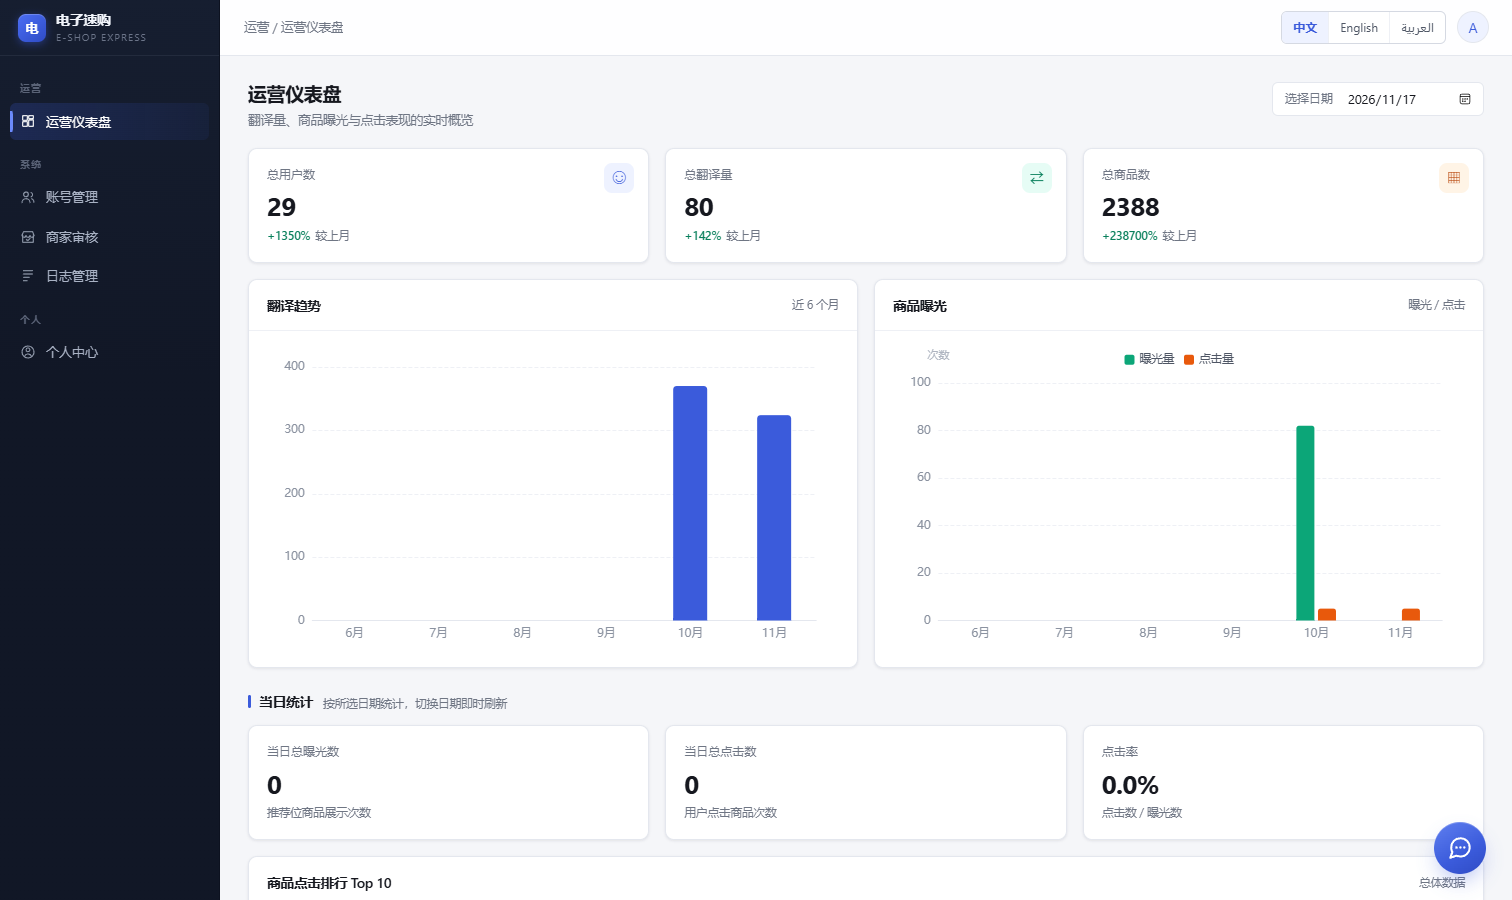 电
电子速购
E-SHOP EXPRESS
运营
运营仪表盘
系统
账号管理
商家审核
日志管理
个人
个人中心
运营 / 运营仪表盘
中文
English
العربية
A
运营仪表盘
翻译量、商品曝光与点击表现的实时概览
选择日期 2026/11/17
总用户数
29
+1350% 较上月
总翻译量
80
+142% 较上月
总商品数
2388
+238700% 较上月
翻译趋势
近 6 个月
400
300
200
100
0
6月 7月 8月 9月 10月 11月
商品曝光
曝光 / 点击
次数
曝光量 点击量
100
80
60
40
20
0
6月 7月 8月 9月 10月 11月
当日统计 按所选日期统计，切换日期即时刷新
当日总曝光数
0
推荐位商品展示次数
当日总点击数
0
用户点击商品次数
点击率
0.0%
点击数 / 曝光数
商品点击排行 Top 10
总体数据